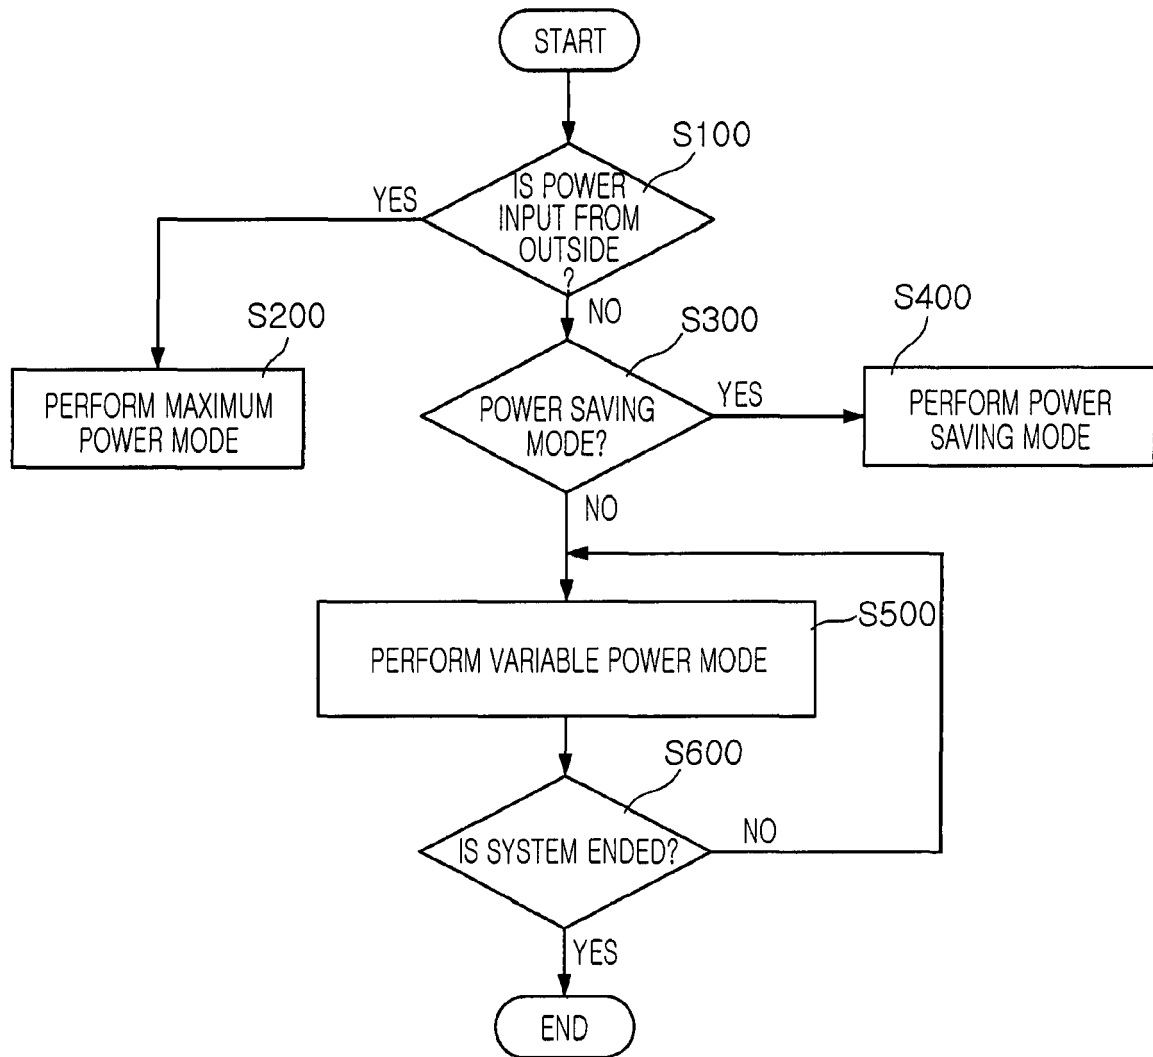 START
S100
YES
IS POWER
INPUT FROM
OUTSIDE
?
NO
S200
S300
S400
PERFORM MAXIMUM
POWER MODE
POWER SAVING
MODE?
YES
PERFORM POWER
SAVING MODE
NO
S500
PERFORM VARIABLE POWER MODE
S600
IS SYSTEM ENDED?
NO
YES
END